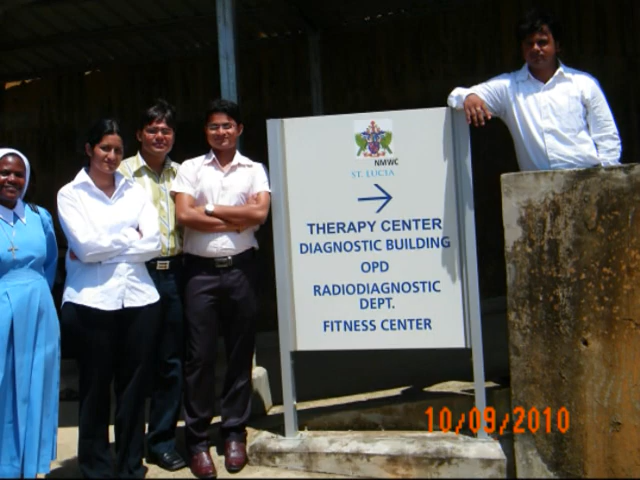 NMWC
ST. LUCIA
THERAPY CENTER
DIAGNOSTIC BUILDING
OPD
RADIODIAGNOSTIC
DEPT.
FITNESS CENTER
10/09/2010